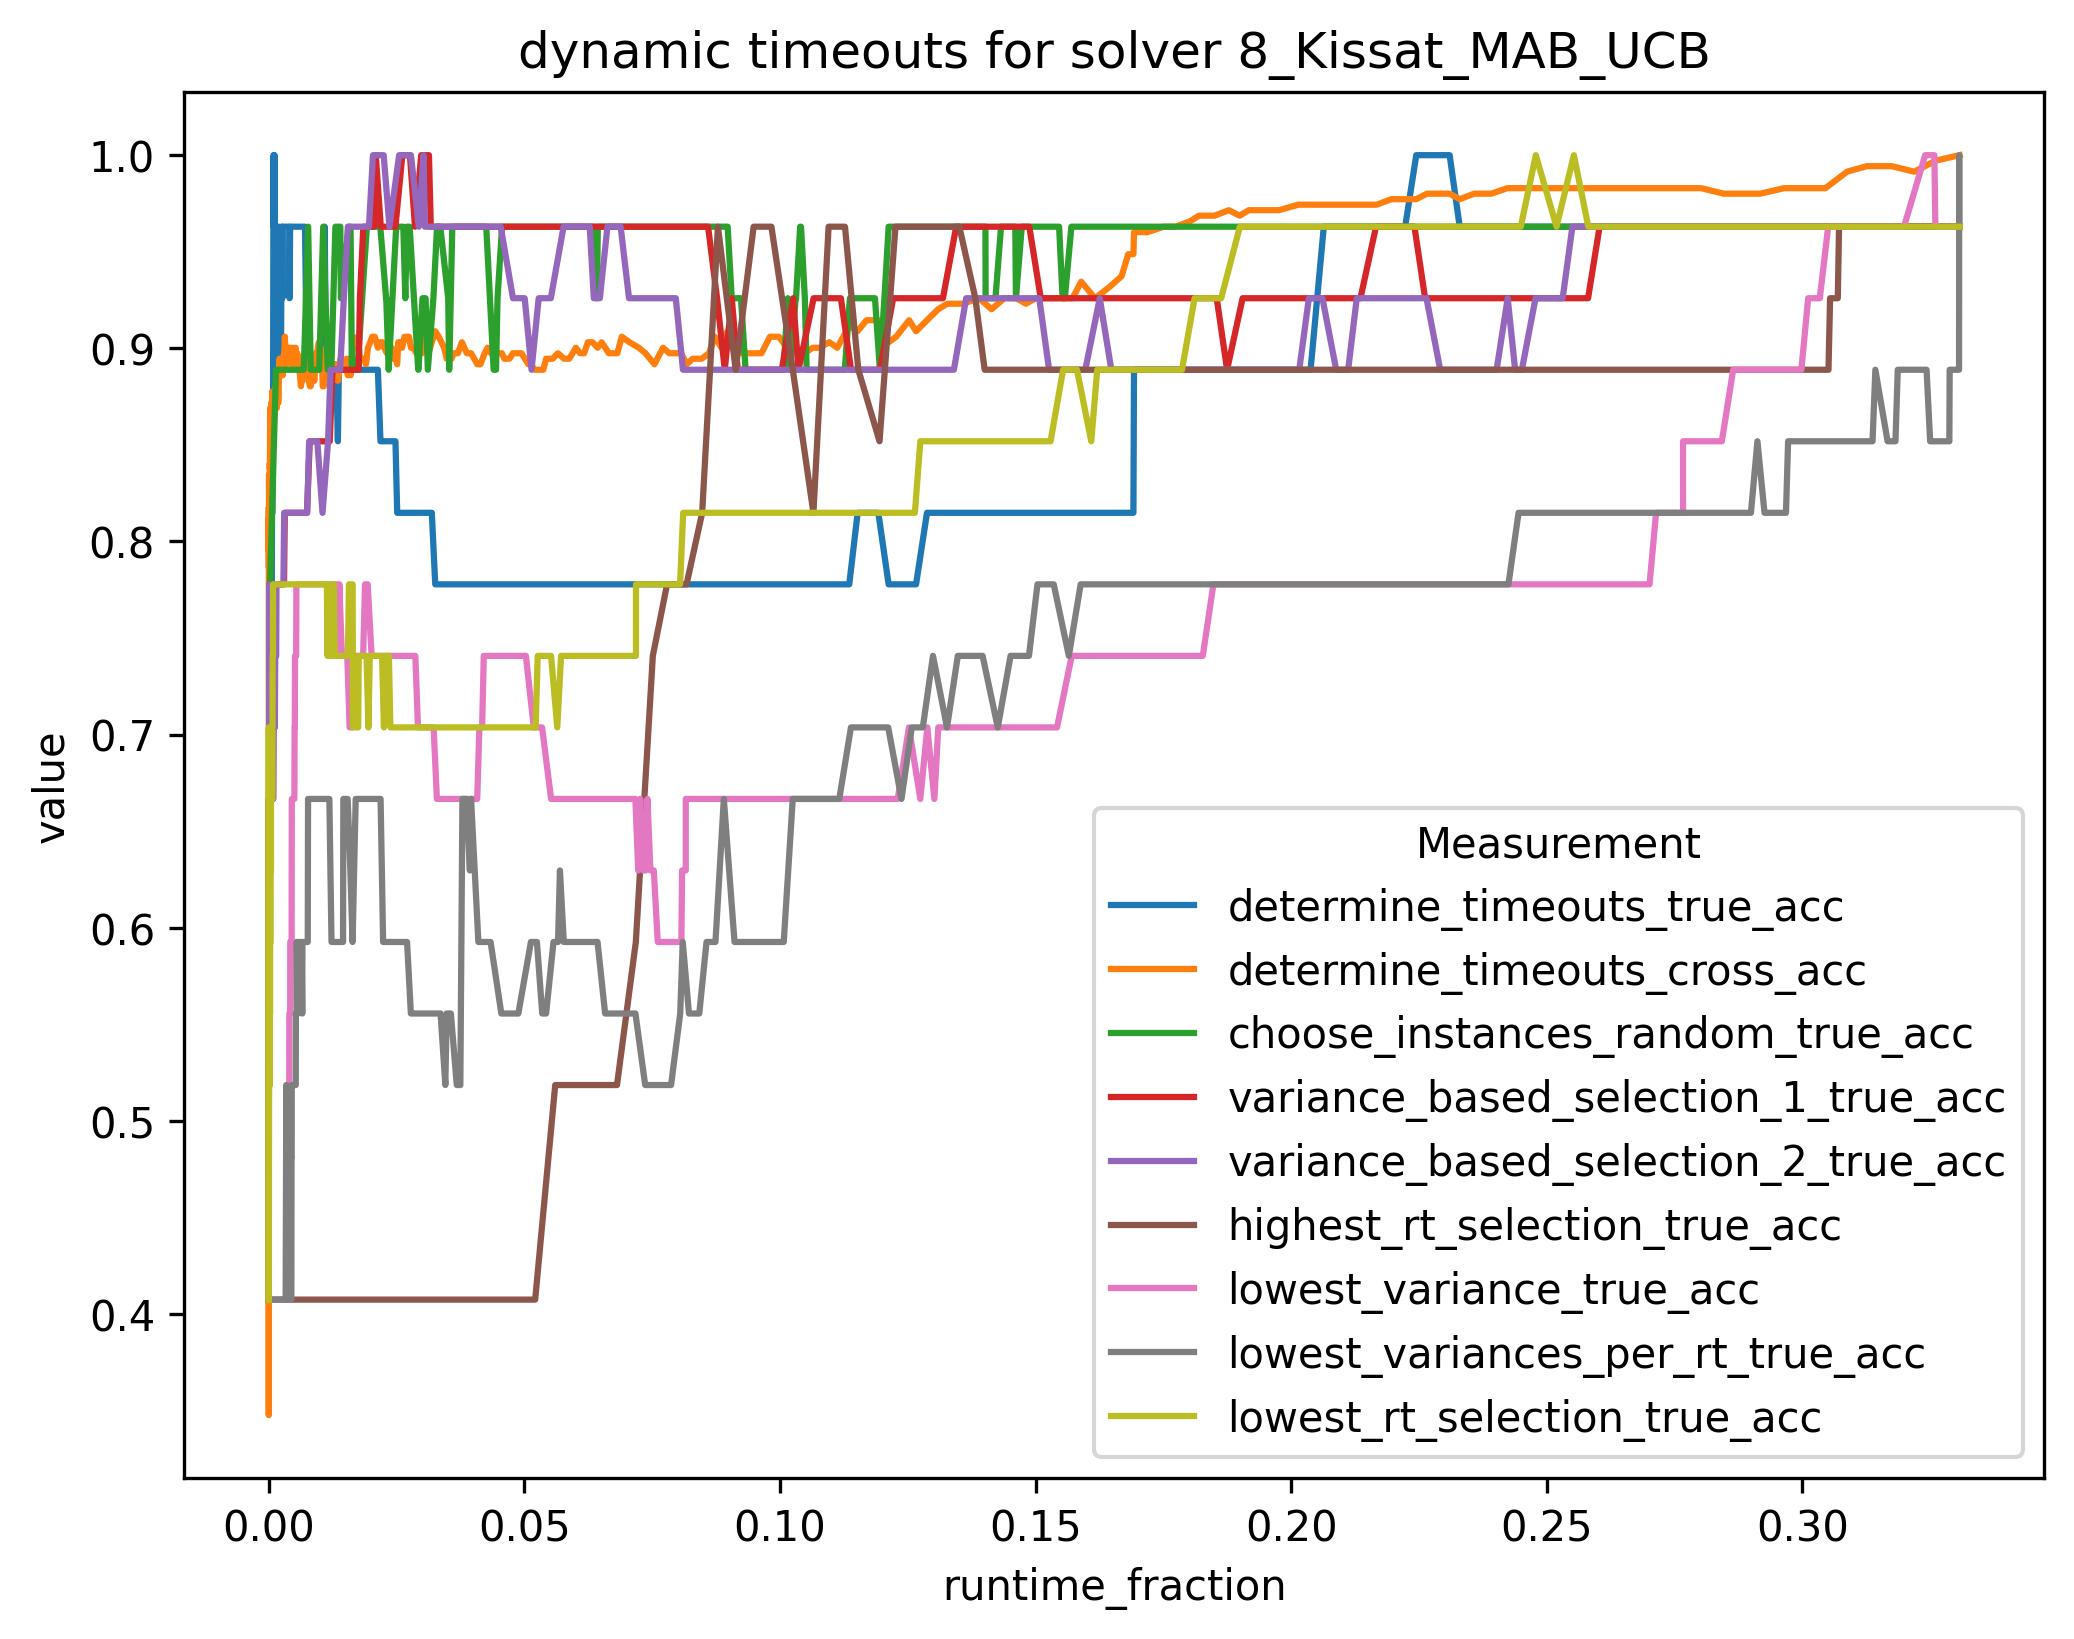 dynamic timeouts for solver 8_Kissat_MAB_UCB
1.0
0.9
0.8
0.7
0.6
0.5
0.4
value
Measurement
determine_timeouts_true_acc
determine_timeouts_cross_acc
choose_instances_random_true_acc
variance_based_selection_1_true_acc
variance_based_selection_2_true_acc
highest_rt_selection_true_acc
lowest_variance_true_acc
lowest_variances_per_rt_true_acc
lowest_rt_selection_true_acc
0.00 0.05 0.10 0.15 0.20 0.25 0.30
runtime_fraction